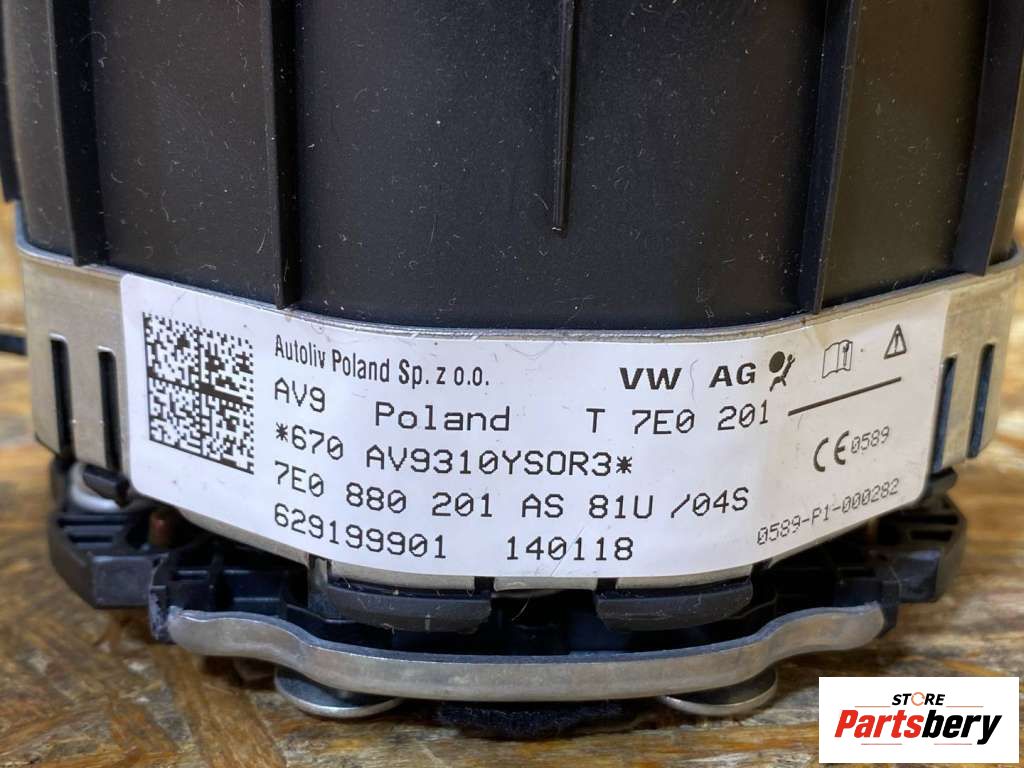 Autoliv Poland Sp. z o.o.
VW AG
AV9 Poland T 7E0 201
*670 AV9310YSOR3*
CE 0589
7E0 880 201 AS 81U /04S
629199901 140118
0589-P1-000282
STORE
Partsbery